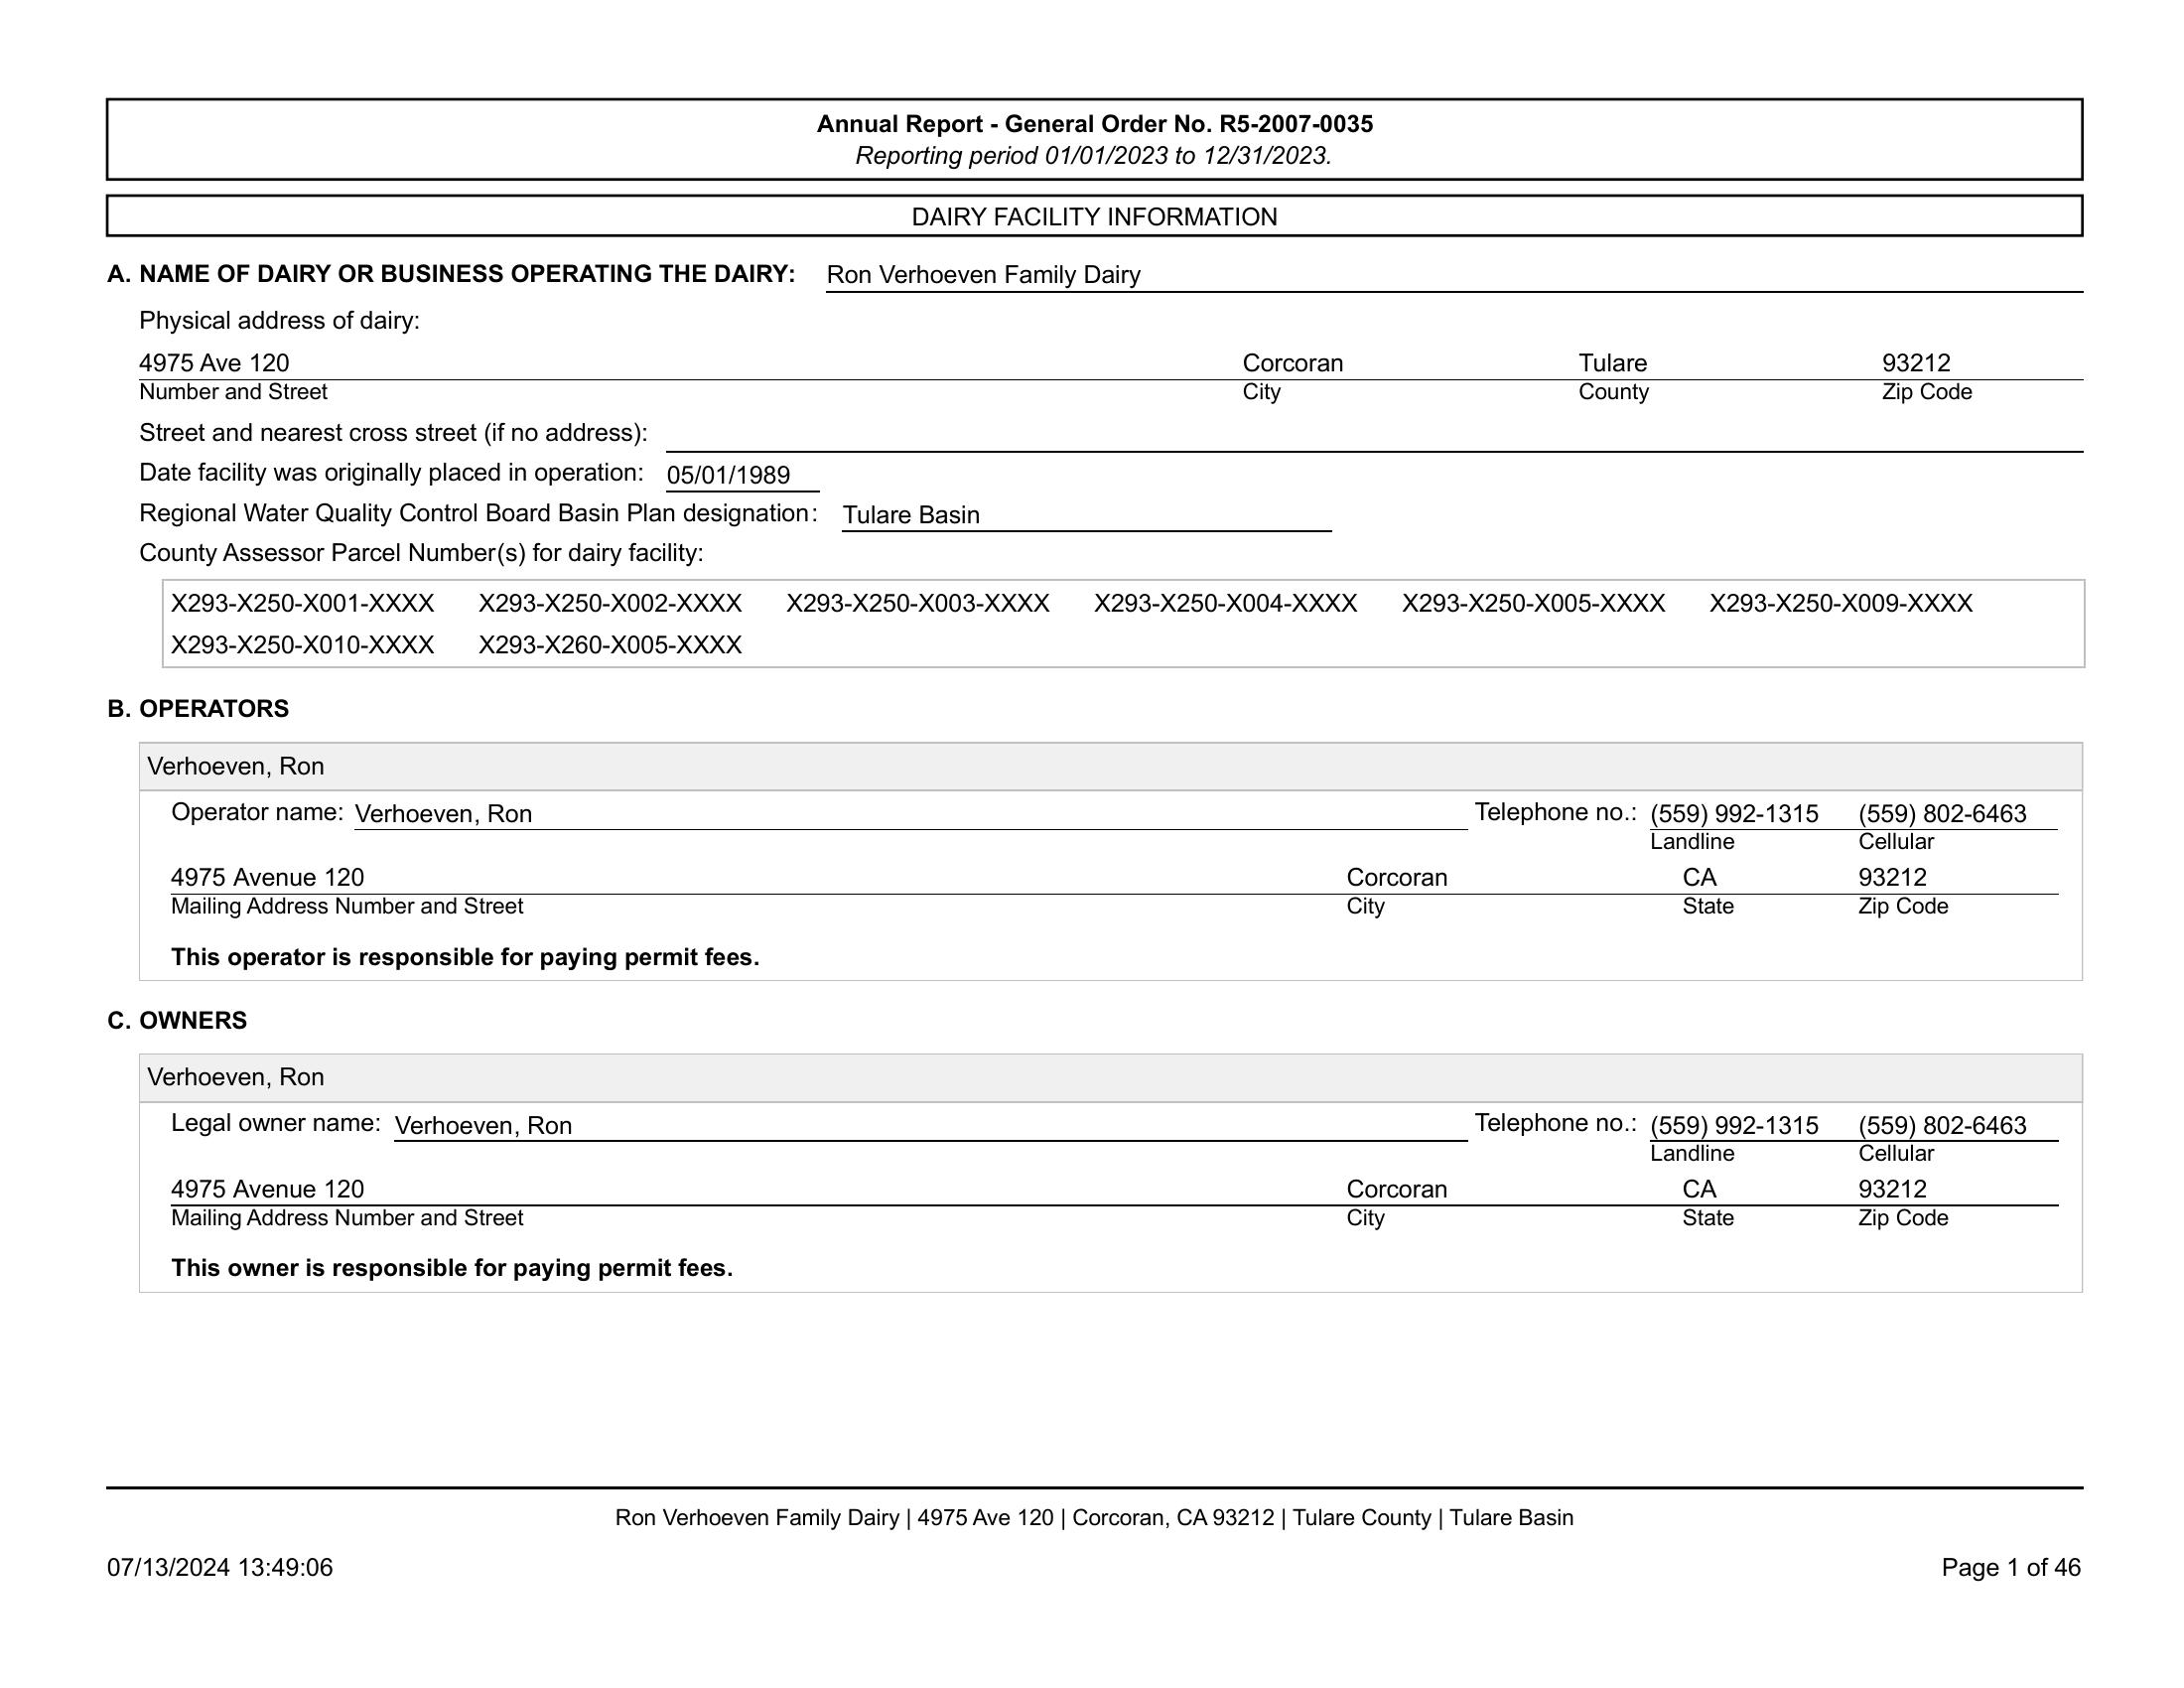 Annual Report - General Order No. R5-2007-0035
Reporting period 01/01/2023 to 12/31/2023.
DAIRY FACILITY INFORMATION
A. NAME OF DAIRY OR BUSINESS OPERATING THE DAIRY: Ron Verhoeven Family Dairy
Physical address of dairy:
4975 Ave 120 Corcoran Tulare 93212
Number and Street City County Zip Code
Street and nearest cross street (if no address):
Date facility was originally placed in operation: 05/01/1989
Regional Water Quality Control Board Basin Plan designation: Tulare Basin
County Assessor Parcel Number(s) for dairy facility:
X293-X250-X001-XXXX X293-X250-X002-XXXX X293-X250-X003-XXXX X293-X250-X004-XXXX X293-X250-X005-XXXX X293-X250-X009-XXXX
X293-X250-X010-XXXX X293-X260-X005-XXXX
B. OPERATORS
Verhoeven, Ron
Operator name: Verhoeven, Ron Telephone no.: (559) 992-1315 (559) 802-6463
Landline Cellular
4975 Avenue 120 Corcoran CA 93212
Mailing Address Number and Street City State Zip Code
This operator is responsible for paying permit fees.
C. OWNERS
Verhoeven, Ron
Legal owner name: Verhoeven, Ron Telephone no.: (559) 992-1315 (559) 802-6463
Landline Cellular
4975 Avenue 120 Corcoran CA 93212
Mailing Address Number and Street City State Zip Code
This owner is responsible for paying permit fees.
Ron Verhoeven Family Dairy | 4975 Ave 120 | Corcoran, CA 93212 | Tulare County | Tulare Basin
07/13/2024 13:49:06 Page 1 of 46